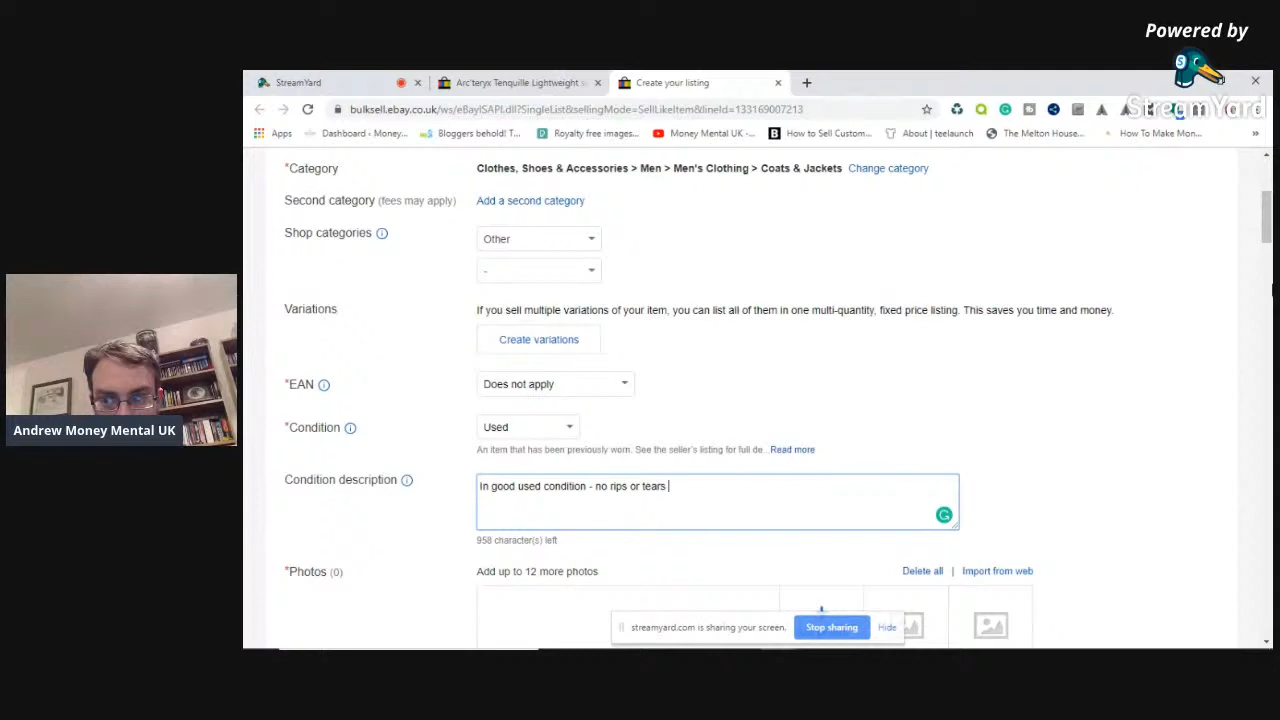 Powered by
StreamYard
StreamYard
Arc'teryx Tenquille Lightweight
Create your listing
bulksell.ebay.co.uk/ws/eBayISAPI.dll?SingleList&sellingMode=SellLikeItem&lineId=133169007213
Apps
Dashboard - Money...
Bloggers behold! T...
Royalty free images...
Money Mental UK -...
How to Sell Custom...
About | teelaunch
The Melton House...
How To Make Mon...
*Category
Clothes, Shoes & Accessories > Men > Men's Clothing > Coats & Jackets Change category
Second category (fees may apply)
Add a second category
Shop categories
Other
-
Variations
If you sell multiple variations of your item, you can list all of them in one multi-quantity, fixed price listing. This saves you time and money.
Create variations
*EAN
Does not apply
*Condition
Used
An item that has been previously worn. See the seller's listing for full de... Read more
Condition description
In good used condition - no rips or tears
958 character(s) left
*Photos (0)
Add up to 12 more photos
Delete all | Import from web
streamyard.com is sharing your screen.
Stop sharing
Hide
Andrew Money Mental UK